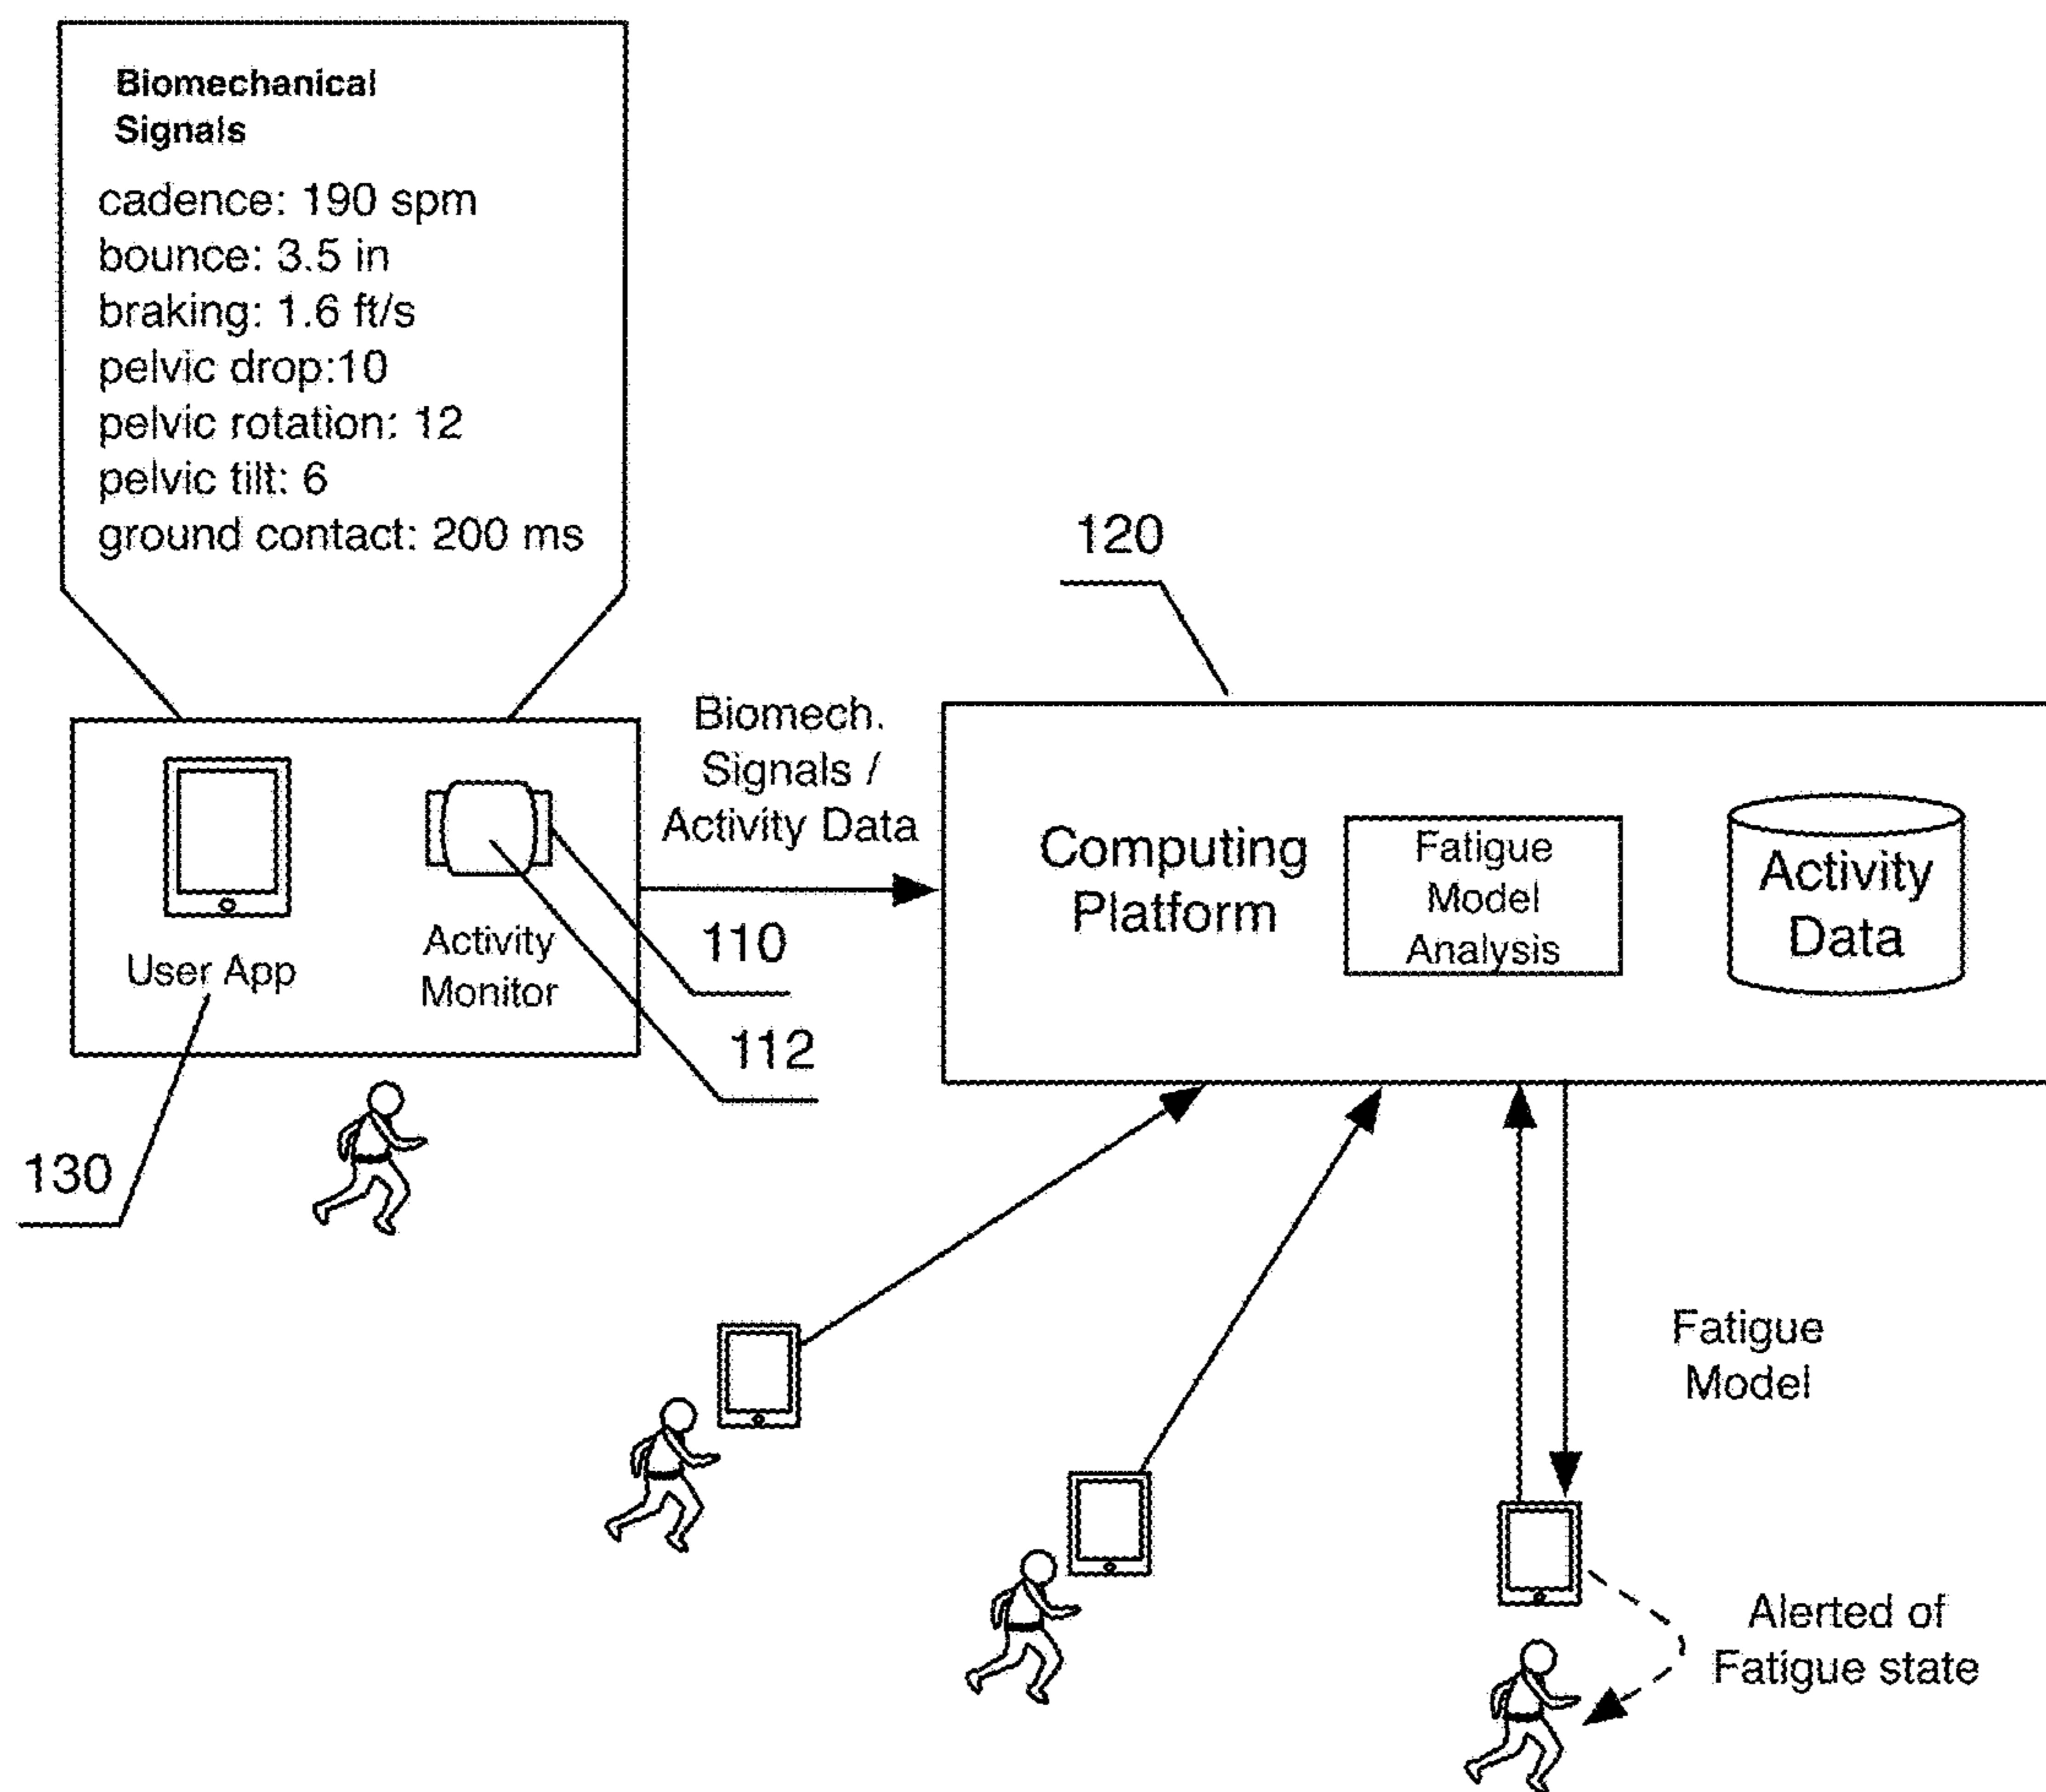 Biomechanical
Signals
cadence: 190 spm
bounce: 3.5 in
braking: 1.6 ft/s
pelvic drop:10
pelvic rotation: 12
pelvic tilt: 6
ground contact: 200 ms
120
Biomech.
Signals /
Activity Data
User App
Activity
Monitor
110
112
130
Computing
Platform
Fatigue
Model
Analysis
Activity
Data
Fatigue
Model
Alerted of
Fatigue state